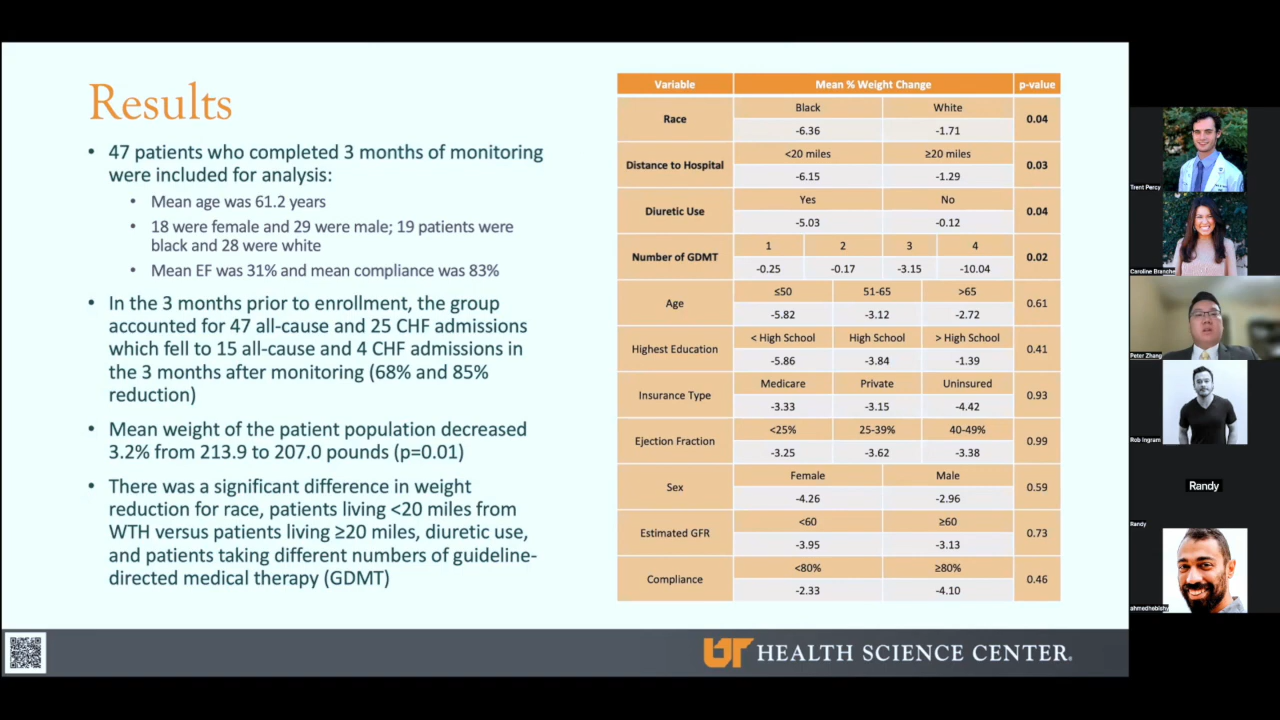 Results
• 47 patients who completed 3 months of monitoring
were included for analysis:
• Mean age was 61.2 years
• 18 were female and 29 were male; 19 patients were
black and 28 were white
• Mean EF was 31% and mean compliance was 83%
• In the 3 months prior to enrollment, the group
accounted for 47 all-cause and 25 CHF admissions
which fell to 15 all-cause and 4 CHF admissions in
the 3 months after monitoring (68% and 85%
reduction)
• Mean weight of the patient population decreased
3.2% from 213.9 to 207.0 pounds (p=0.01)
• There was a significant difference in weight
reduction for race, patients living <20 miles from
WTH versus patients living ≥20 miles, diuretic use,
and patients taking different numbers of guideline-
directed medical therapy (GDMT)
Variable Mean % Weight Change p-value
Race Black White 0.04
-6.36 -1.71
Distance to Hospital <20 miles ≥20 miles 0.03
-6.15 -1.29
Diuretic Use Yes No 0.04
-5.03 -0.12
Number of GDMT 1 2 3 4 0.02
-0.25 -0.17 -3.15 -10.04
Age ≤50 51-65 >65 0.61
-5.82 -3.12 -2.72
Highest Education < High School High School > High School 0.41
-5.86 -3.84 -1.39
Insurance Type Medicare Private Uninsured 0.93
-3.33 -3.15 -4.42
Ejection Fraction <25% 25-39% 40-49% 0.99
-3.25 -3.62 -3.38
Sex Female Male 0.59
-4.26 -2.96
Estimated GFR <60 ≥60 0.73
-3.95 -3.13
Compliance <80% ≥80% 0.46
-2.33 -4.10
UT HEALTH SCIENCE CENTER.
Trent Percy
Caroline Branche
Peter Zhang
Rob Ingram
Randy
Randy
ahmedhebishy